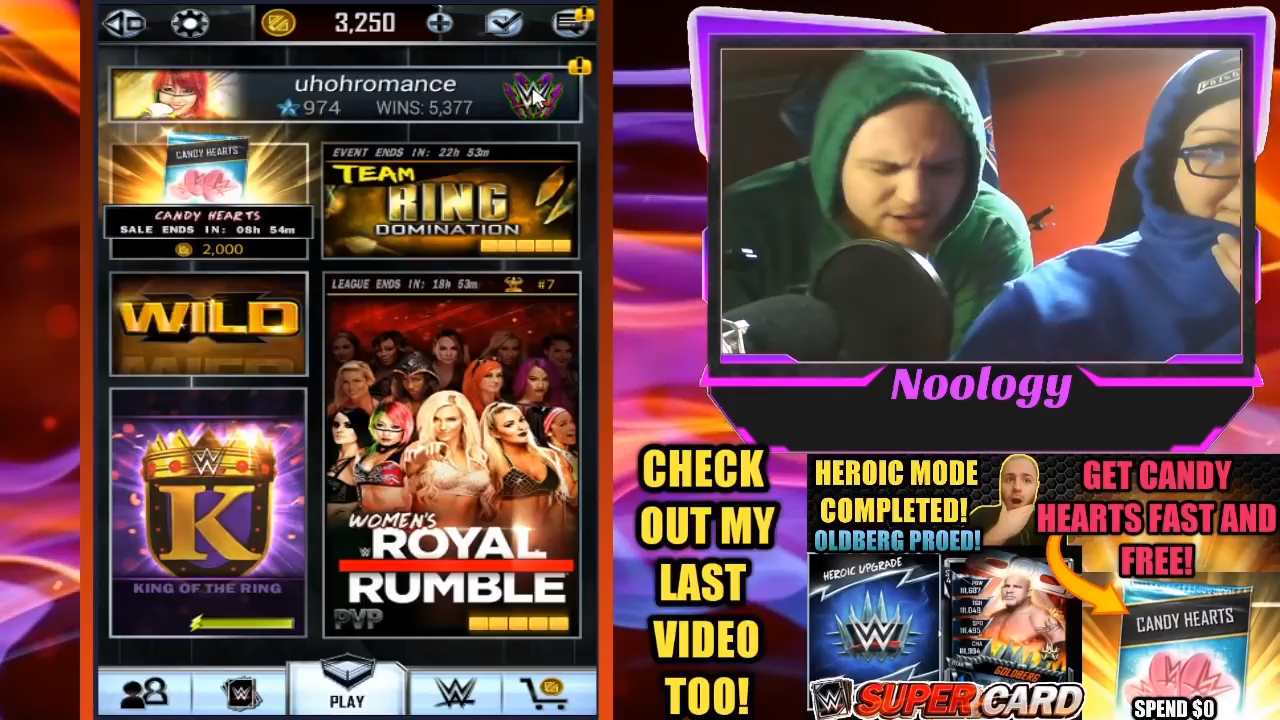 3,250
uhohromance
974 WINS: 5,377
CANDY HEARTS
CANDY HEARTS
SALE ENDS IN: 08h 54m
2,000
EVENT ENDS IN: 22h 53m
TEAM
RING
DOMINATION
WILD
LEAGUE ENDS IN: 18h 53m #7
WOMEN'S
ROYAL
RUMBLE
PVP
K
KING OF THE RING
PLAY
Noology
CHECK
OUT MY
LAST
VIDEO
TOO!
HEROIC MODE
COMPLETED!
OLDBERG PROED!
HEROIC UPGRADE
GOLDBERG
SUPERCARD
GET CANDY
HEARTS FAST AND
FREE!
CANDY HEARTS
SPEND $0